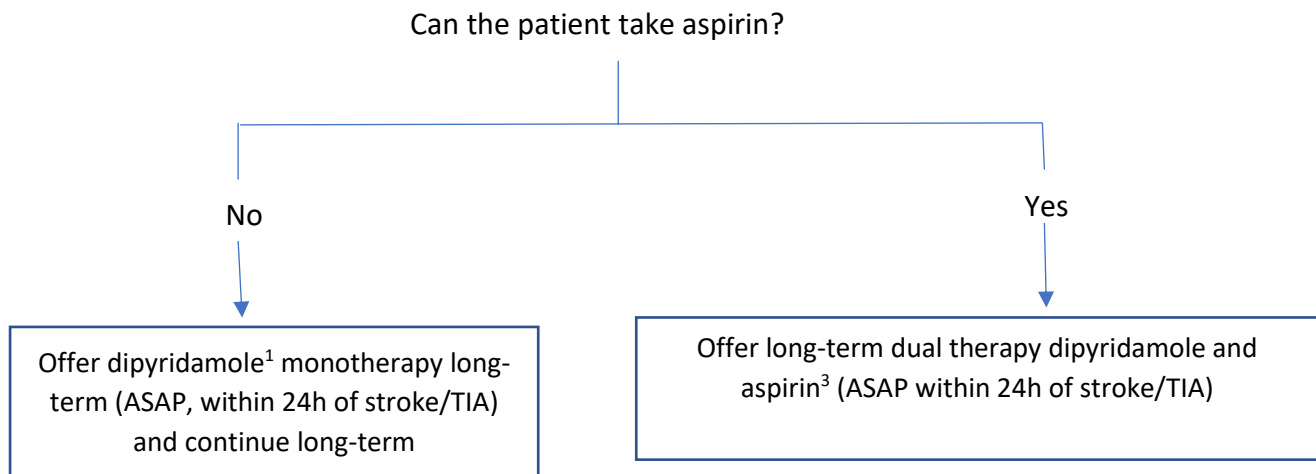 Can the patient take aspirin?
No
Yes
Offer dipyridamole¹ monotherapy long-
term (ASAP, within 24h of stroke/TIA)
and continue long-term
Offer long-term dual therapy dipyridamole and
aspirin³ (ASAP within 24h of stroke/TIA)